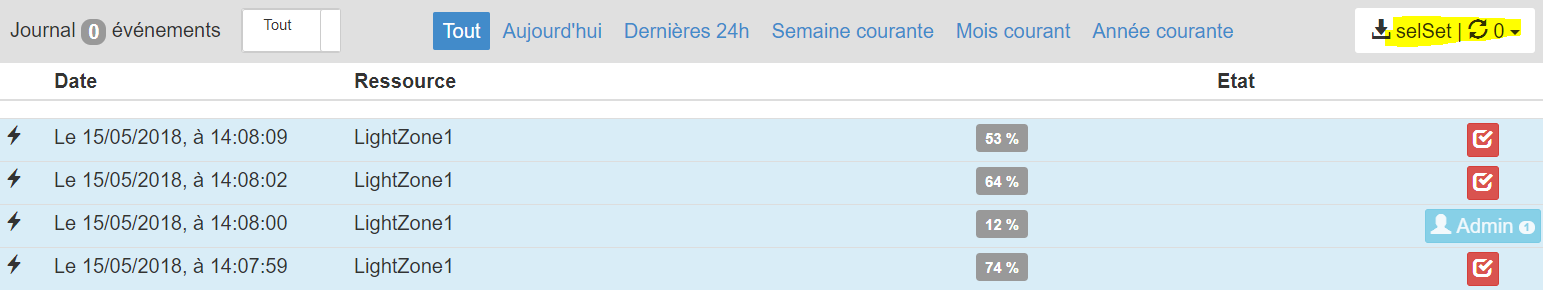 Journal 0 événements Tout Tout Aujourd'hui Dernières 24h Semaine courante Mois courant Année courante selSet | 0
Date Ressource Etat
Le 15/05/2018, à 14:08:09 LightZone1 53 %
Le 15/05/2018, à 14:08:02 LightZone1 64 %
Le 15/05/2018, à 14:08:00 LightZone1 12 % Admin 1
Le 15/05/2018, à 14:07:59 LightZone1 74 %